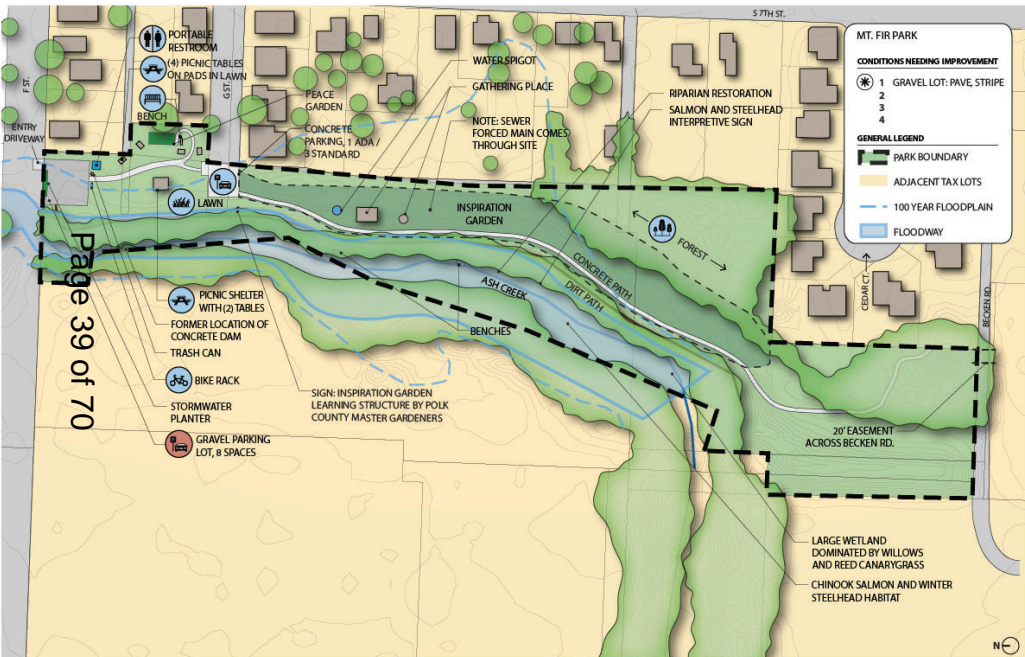 S 7TH ST.
MT. FIR PARK
CONDITIONS NEEDING IMPROVEMENT
1 GRAVEL LOT: PAVE, STRIPE
2
3
4
GENERAL LEGEND
PARK BOUNDARY
ADJACENT TAX LOTS
100 YEAR FLOODPLAIN
FLOODWAY
F ST.
G ST.
PORTABLE
RESTROOM
(4) PICNIC TABLES
ON PADS IN LAWN
BENCH
PEACE
GARDEN
ENTRY
DRIVEWAY
CONCRETE
PARKING, 1 ADA /
3 STANDARD
WATER SPIGOT
GATHERING PLACE
NOTE: SEWER
FORCED MAIN COMES
THROUGH SITE
RIPARIAN RESTORATION
SALMON AND STEELHEAD
INTERPRETIVE SIGN
LAWN
INSPIRATION
GARDEN
FOREST
CONCRETE PATH
DIRT PATH
ASH CREEK
BENCHES
CEDAR CT.
BECKEN RD.
Page 39 of 70
PICNIC SHELTER
WITH (2) TABLES
FORMER LOCATION OF
CONCRETE DAM
TRASH CAN
BIKE RACK
STORMWATER
PLANTER
GRAVEL PARKING
LOT, 8 SPACES
SIGN: INSPIRATION GARDEN
LEARNING STRUCTURE BY POLK
COUNTY MASTER GARDENERS
20' EASEMENT
ACROSS BECKEN RD.
LARGE WETLAND
DOMINATED BY WILLOWS
AND REED CANARYGRASS
CHINOOK SALMON AND WINTER
STEELHEAD HABITAT
N